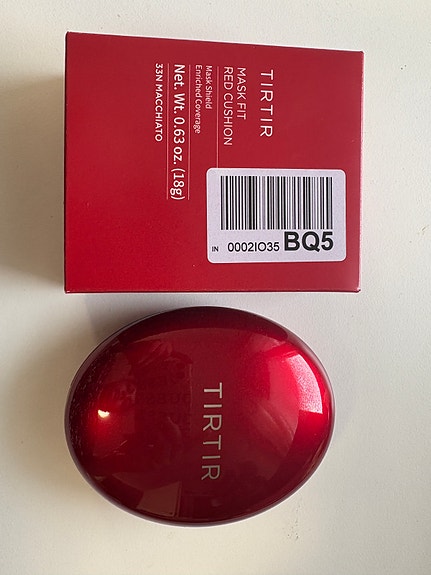 TIRTIR
MASK FIT
RED CUSHION
Mask Shield
Enriched Coverage
Net. Wt. 0.63 oz. (18g)
33N MACCHIATO
IN 0002IO35 BQ5
TIRTIR